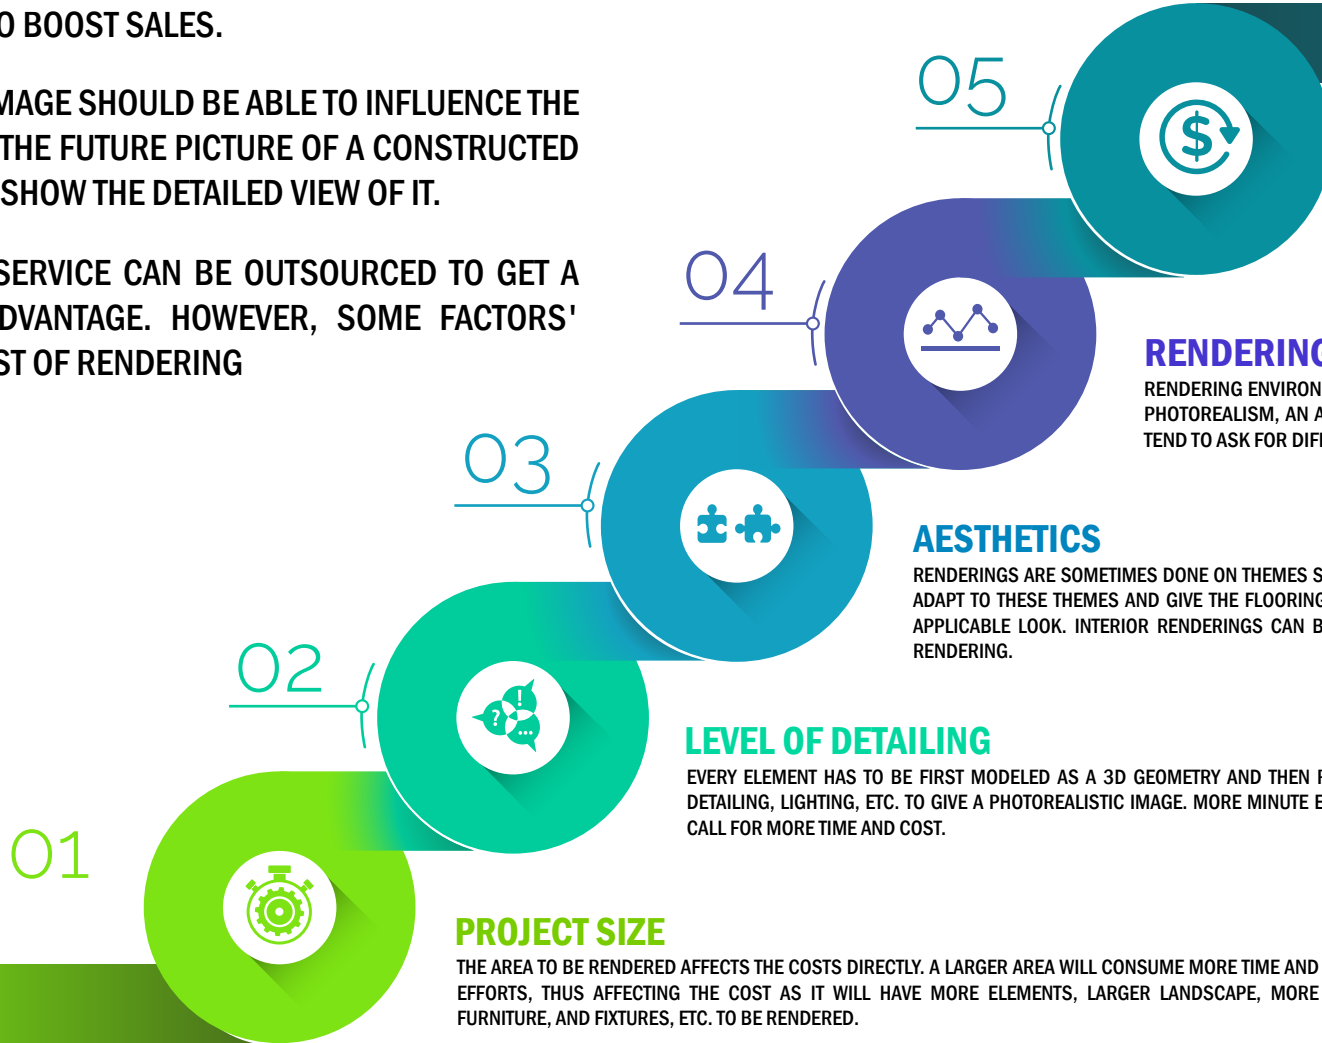 O BOOST SALES.
MAGE SHOULD BE ABLE TO INFLUENCE THE
THE FUTURE PICTURE OF A CONSTRUCTED
SHOW THE DETAILED VIEW OF IT.
SERVICE CAN BE OUTSOURCED TO GET A
DVANTAGE. HOWEVER, SOME FACTORS'
ST OF RENDERING
05
04
RENDERING
RENDERING ENVIRON
PHOTOREALISM, AN A
TEND TO ASK FOR DIF
03
AESTHETICS
RENDERINGS ARE SOMETIMES DONE ON THEMES S
ADAPT TO THESE THEMES AND GIVE THE FLOORING
APPLICABLE LOOK. INTERIOR RENDERINGS CAN B
RENDERING.
02
LEVEL OF DETAILING
EVERY ELEMENT HAS TO BE FIRST MODELED AS A 3D GEOMETRY AND THEN
DETAILING, LIGHTING, ETC. TO GIVE A PHOTOREALISTIC IMAGE. MORE MINUTE E
CALL FOR MORE TIME AND COST.
01
PROJECT SIZE
THE AREA TO BE RENDERED AFFECTS THE COSTS DIRECTLY. A LARGER AREA WILL CONSUME MORE TIME AND
EFFORTS, THUS AFFECTING THE COST AS IT WILL HAVE MORE ELEMENTS, LARGER LANDSCAPE, MORE
FURNITURE, AND FIXTURES, ETC. TO BE RENDERED.